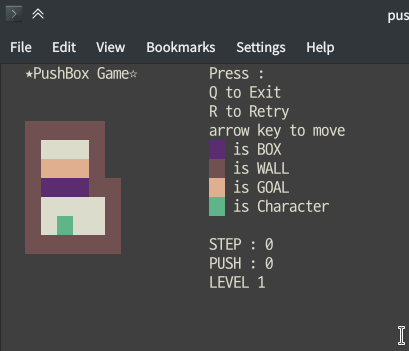 pus
File Edit View Bookmarks Settings Help
☆PushBox Game☆
Press :
Q to Exit
R to Retry
arrow key to move
is BOX
is WALL
is GOAL
is Character
STEP : 0
PUSH : 0
LEVEL 1